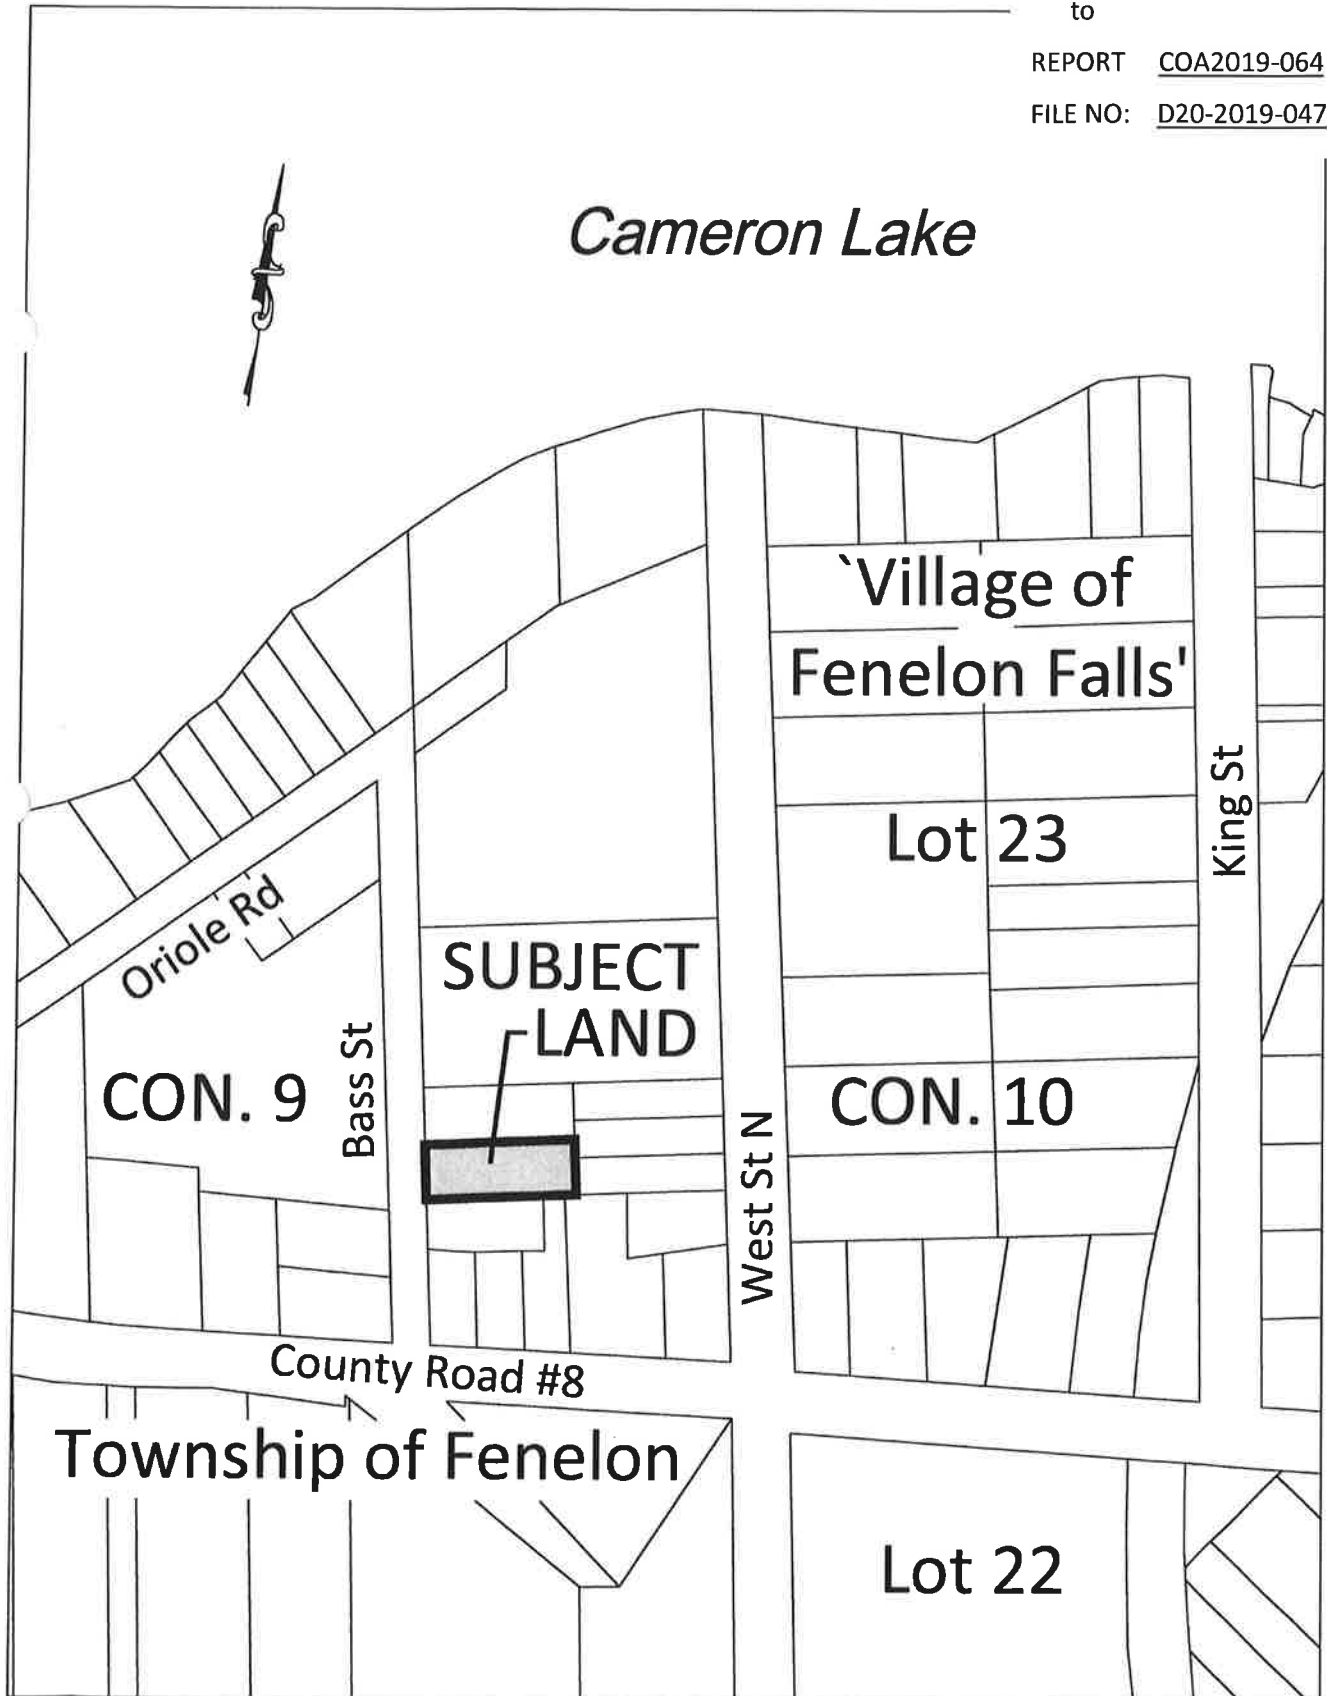 to
REPORT COA2019-064
FILE NO: D20-2019-047
Cameron Lake
`Village of
Fenelon Falls'
King St
Lot 23
Oriole Rd
SUBJECT
LAND
Bass St
CON. 9
CON. 10
West St N
County Road #8
Township of Fenelon
Lot 22